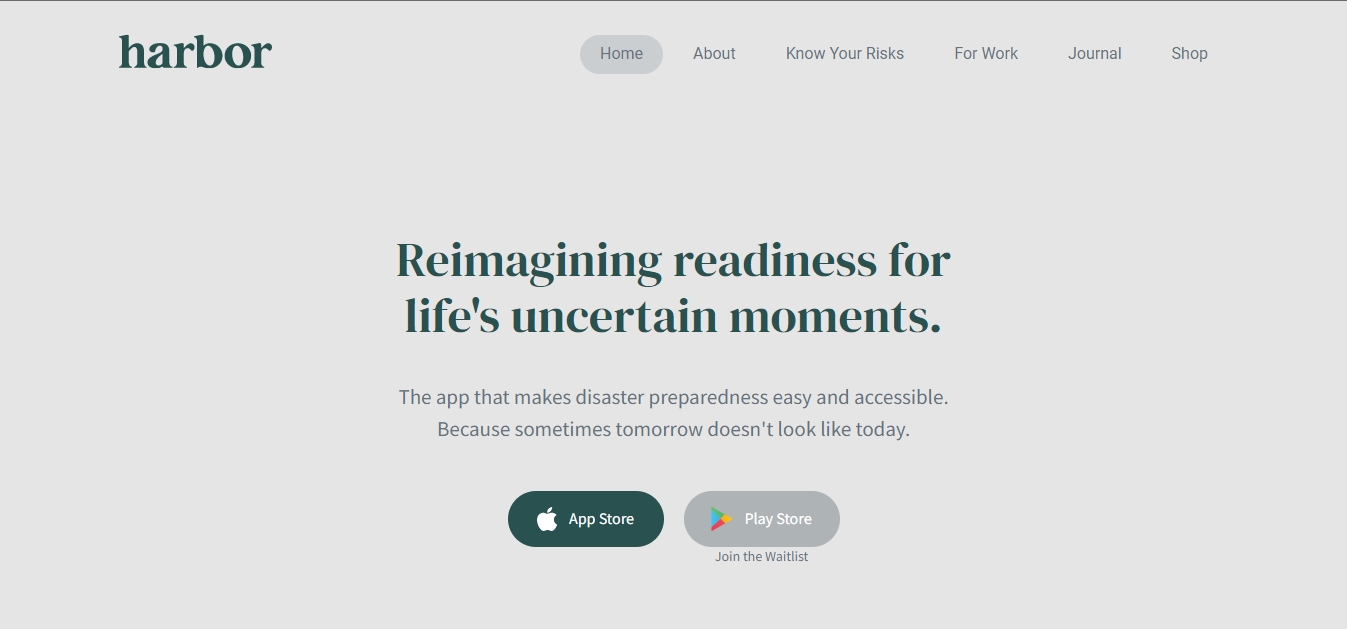 harbor
Home About Know Your Risks For Work Journal Shop
Reimagining readiness for
life's uncertain moments.
The app that makes disaster preparedness easy and accessible.
Because sometimes tomorrow doesn't look like today.
App Store Play Store
Join the Waitlist